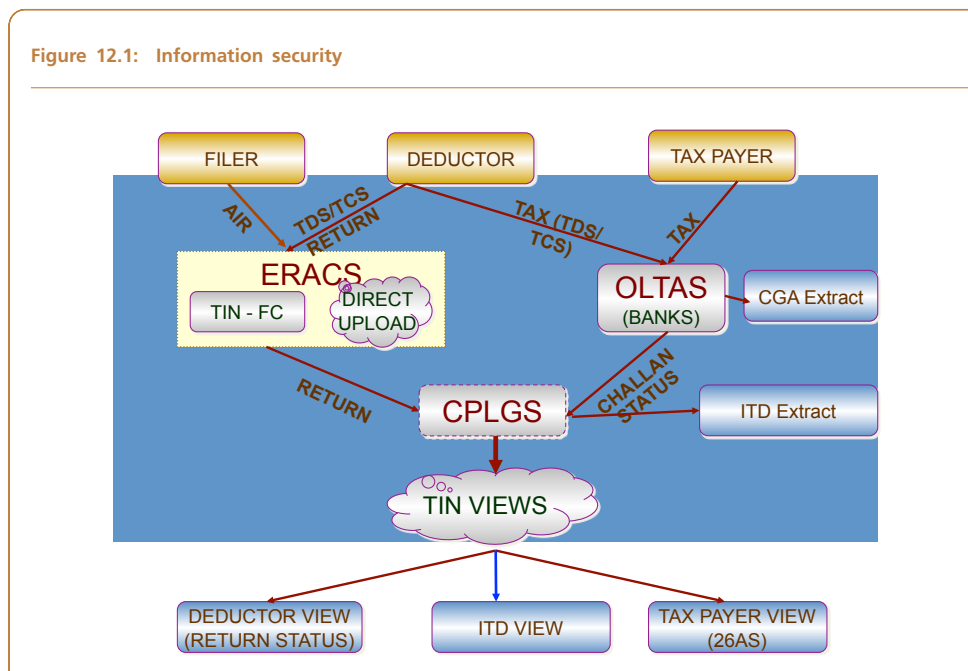 Figure 12.1: Information security
FILER
DEDUCTOR
TAX PAYER
AIR
TDS/TCS
RETURN
TAX (TDS/
TCS)
TAX
ERACS
TIN - FC
DIRECT
UPLOAD
OLTAS
(BANKS)
CGA Extract
RETURN
CHALLAN
STATUS
CPLGS
ITD Extract
TIN VIEWS
DEDUCTOR VIEW
(RETURN STATUS)
ITD VIEW
TAX PAYER VIEW
(26AS)